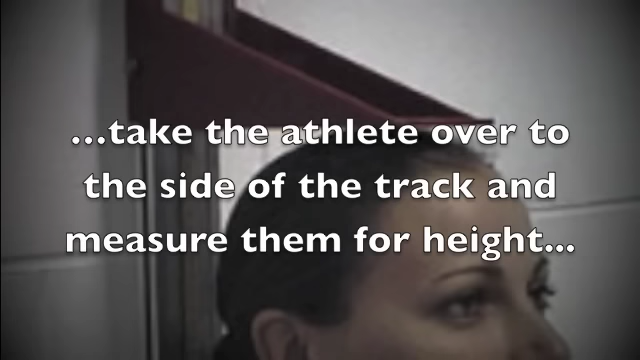 ...take the athlete over to
the side of the track and
measure them for height...